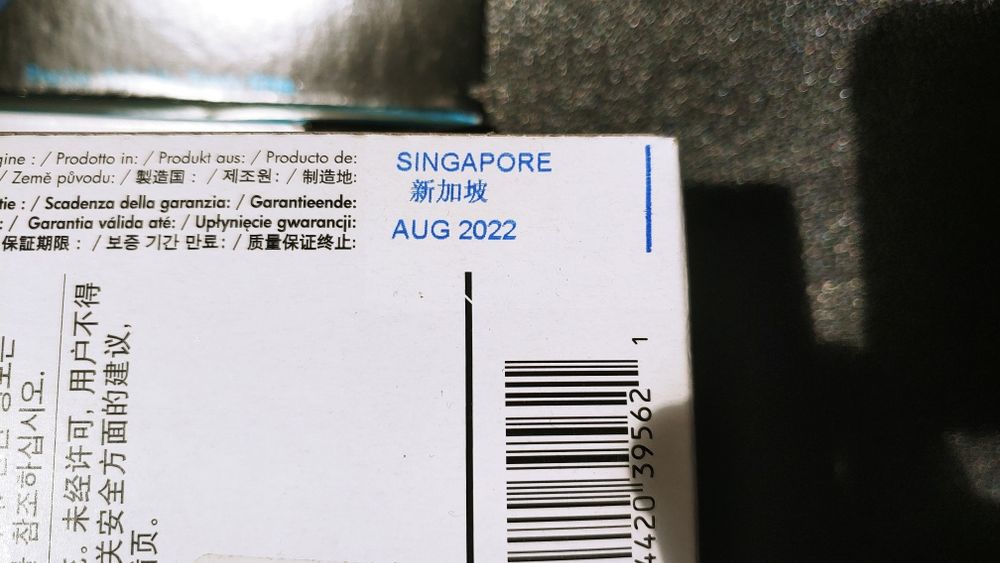 / Prodotto in: / Produkt aus: / Producto de:
/ Země původu: / 製造国 : / 제조원: / 制造地:
/ Scadenza della garanzia: / Garantieende:
/ Garantia válida até: / Upłynięcie gwarancji:
保証期限 : / 보증 기간 만료: / 质量保证终止:
SINGAPORE
新加坡
AUG 2022
참조하십시오.
未经许可, 用户不得
关安全方面的建议,
页。
4420 39562 1